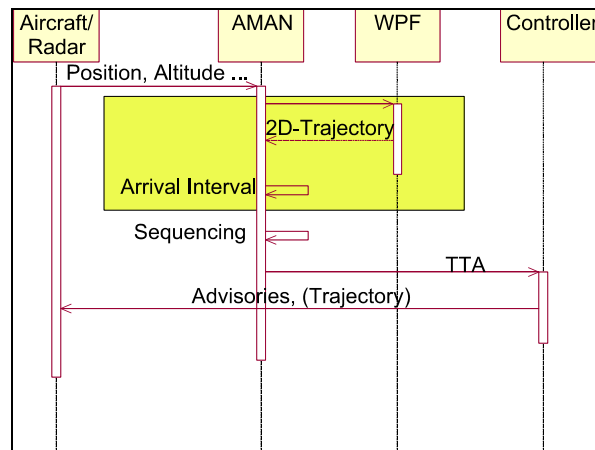 Aircraft/
Radar
AMAN
WPF
Controller
Position, Altitude ...
2D-Trajectory
Arrival Interval
Sequencing
TTA
Advisories, (Trajectory)